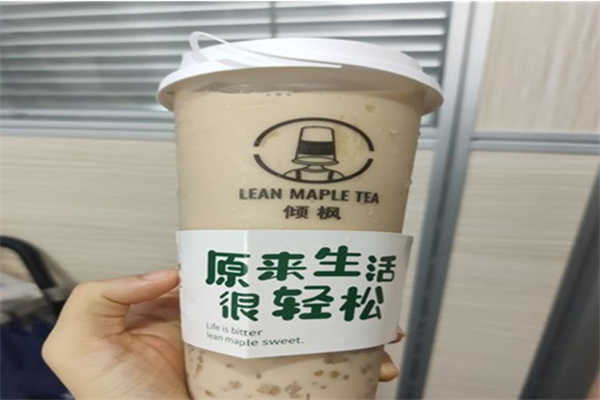 LEAN MAPLE TEA
倾枫
原来生活
很轻松
Life is bitter
lean maple sweet.